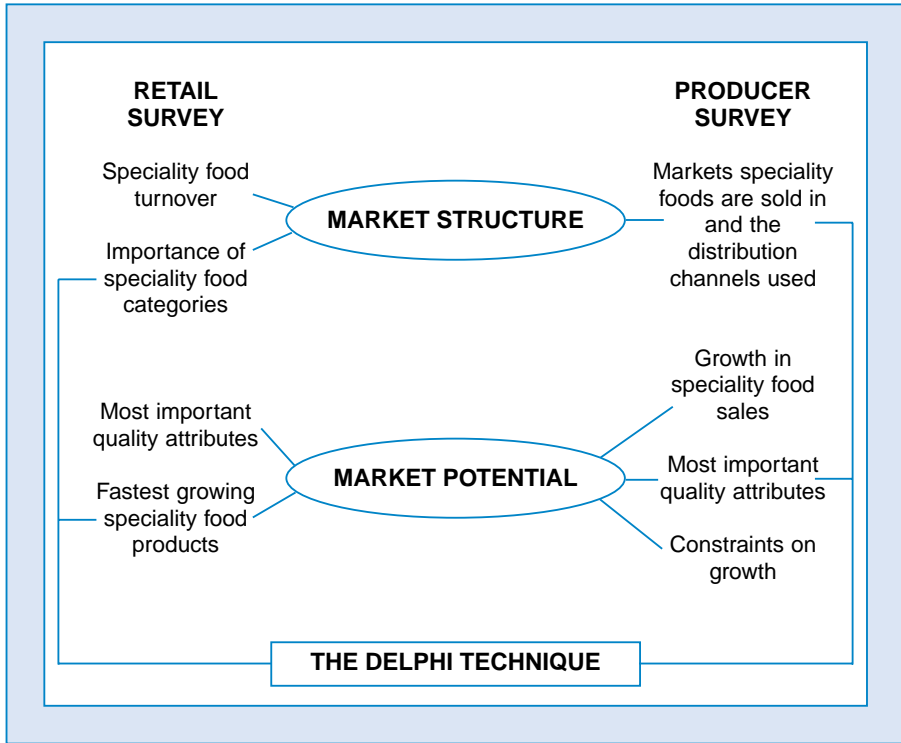 RETAIL
SURVEY
PRODUCER
SURVEY
Speciality food
turnover
Importance of
speciality food
categories
MARKET STRUCTURE
Markets speciality
foods are sold in
and the
distribution
channels used
Most important
quality attributes
Fastest growing
speciality food
products
MARKET POTENTIAL
Growth in
speciality food
sales
Most important
quality attributes
Constraints on
growth
THE DELPHI TECHNIQUE